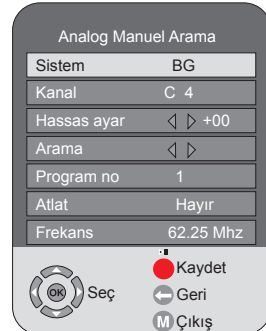 Analog Manuel Arama
Sistem BG
Kanal C 4
Hassas ayar +00
Arama
Program no 1
Atlat Hayır
Frekans 62.25 Mhz
Kaydet
OK Seç Geri
M Çıkış